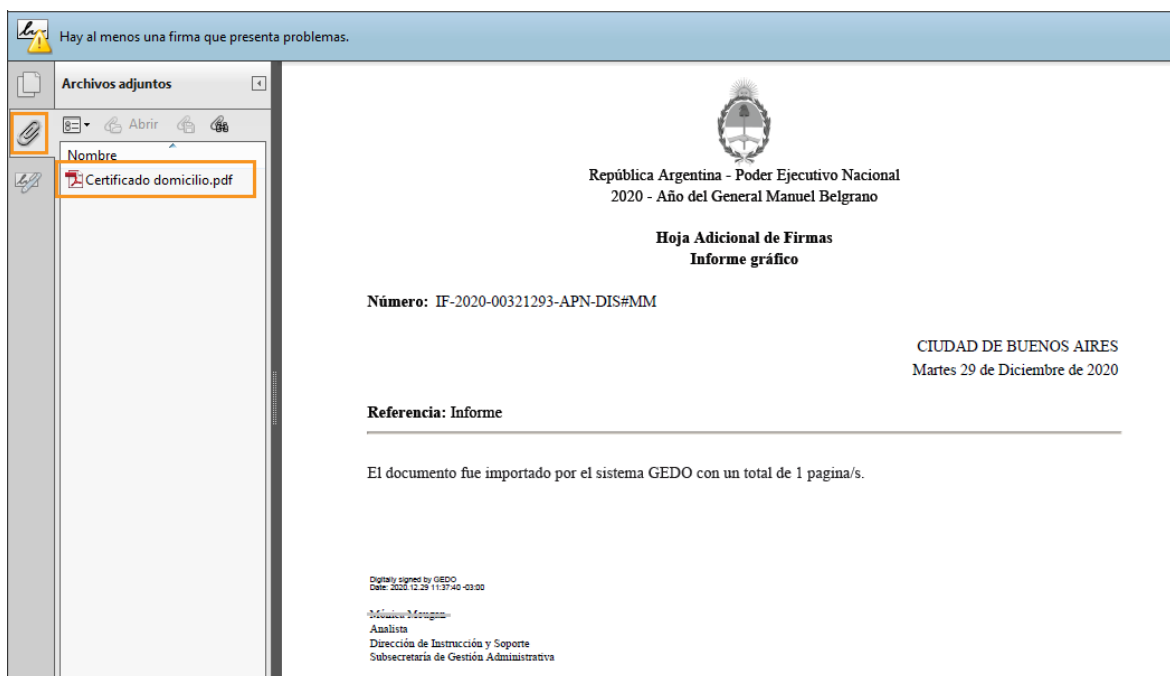 Hay al menos una firma que presenta problemas.
Archivos adjuntos
Abrir
Nombre
Certificado domicilio.pdf
República Argentina - Poder Ejecutivo Nacional
2020 - Año del General Manuel Belgrano
Hoja Adicional de Firmas
Informe gráfico
Número: IF-2020-00321293-APN-DIS#MM
CIUDAD DE BUENOS AIRES
Martes 29 de Diciembre de 2020
Referencia: Informe
El documento fue importado por el sistema GEDO con un total de 1 pagina/s.
Digitally signed by GEDO
Date: 2020.12.29 11:37:40 -03:00
Analista
Dirección de Instrucción y Soporte
Subsecretaría de Gestión Administrativa